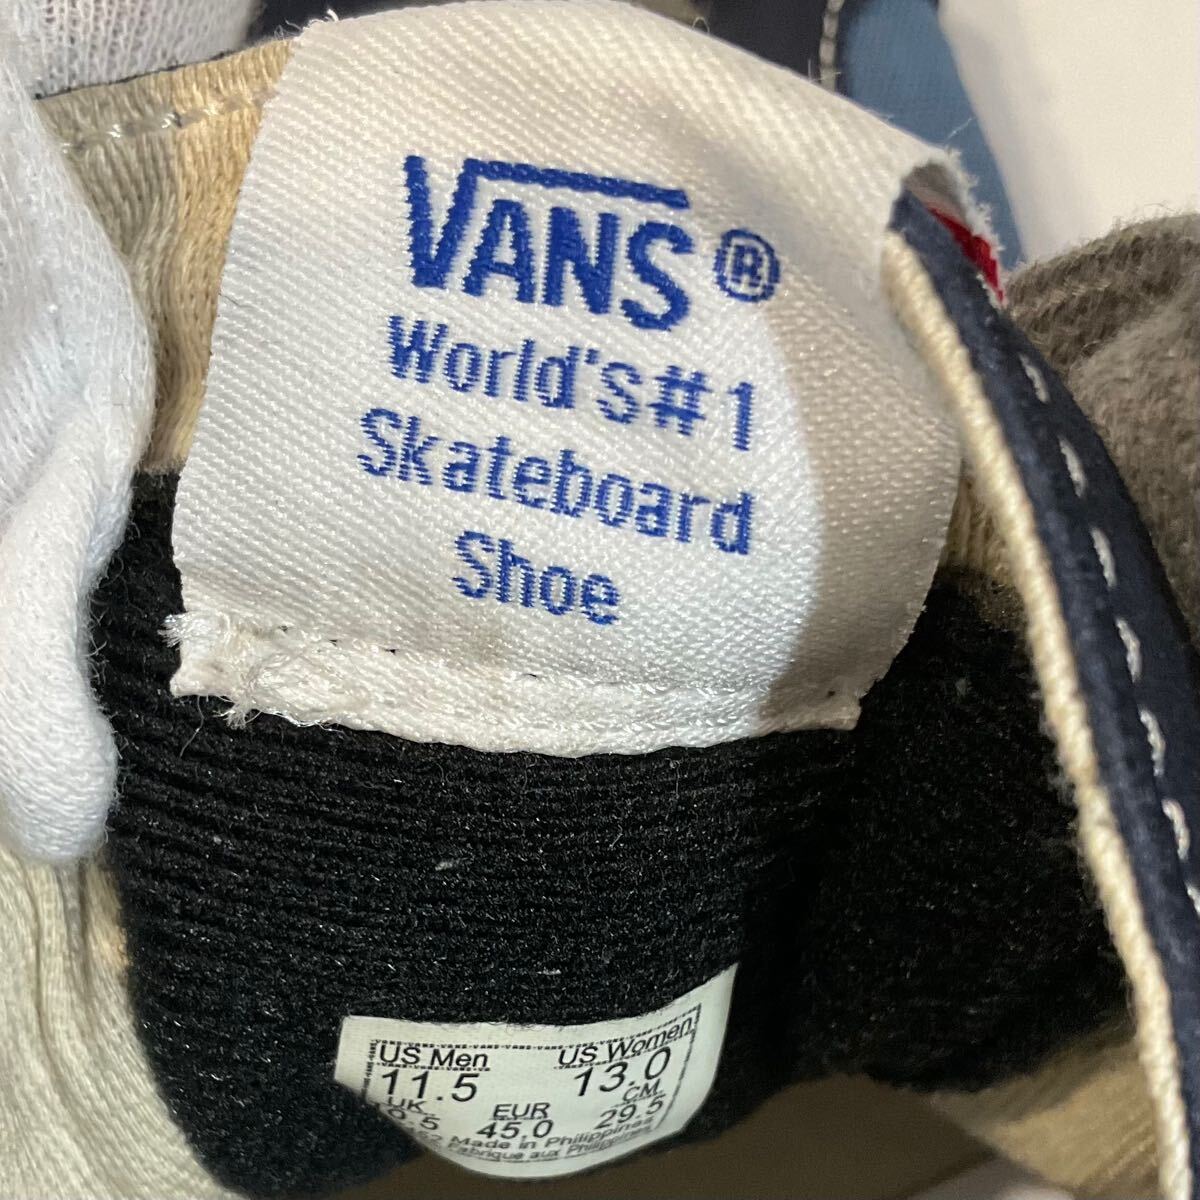 VANS®
World's #1
Skateboard
Shoe
US Men US Women
11.5 13.0
UK. EUR CM.
45.0 29.5
Made in Philippines
Fabrique aux Philippines